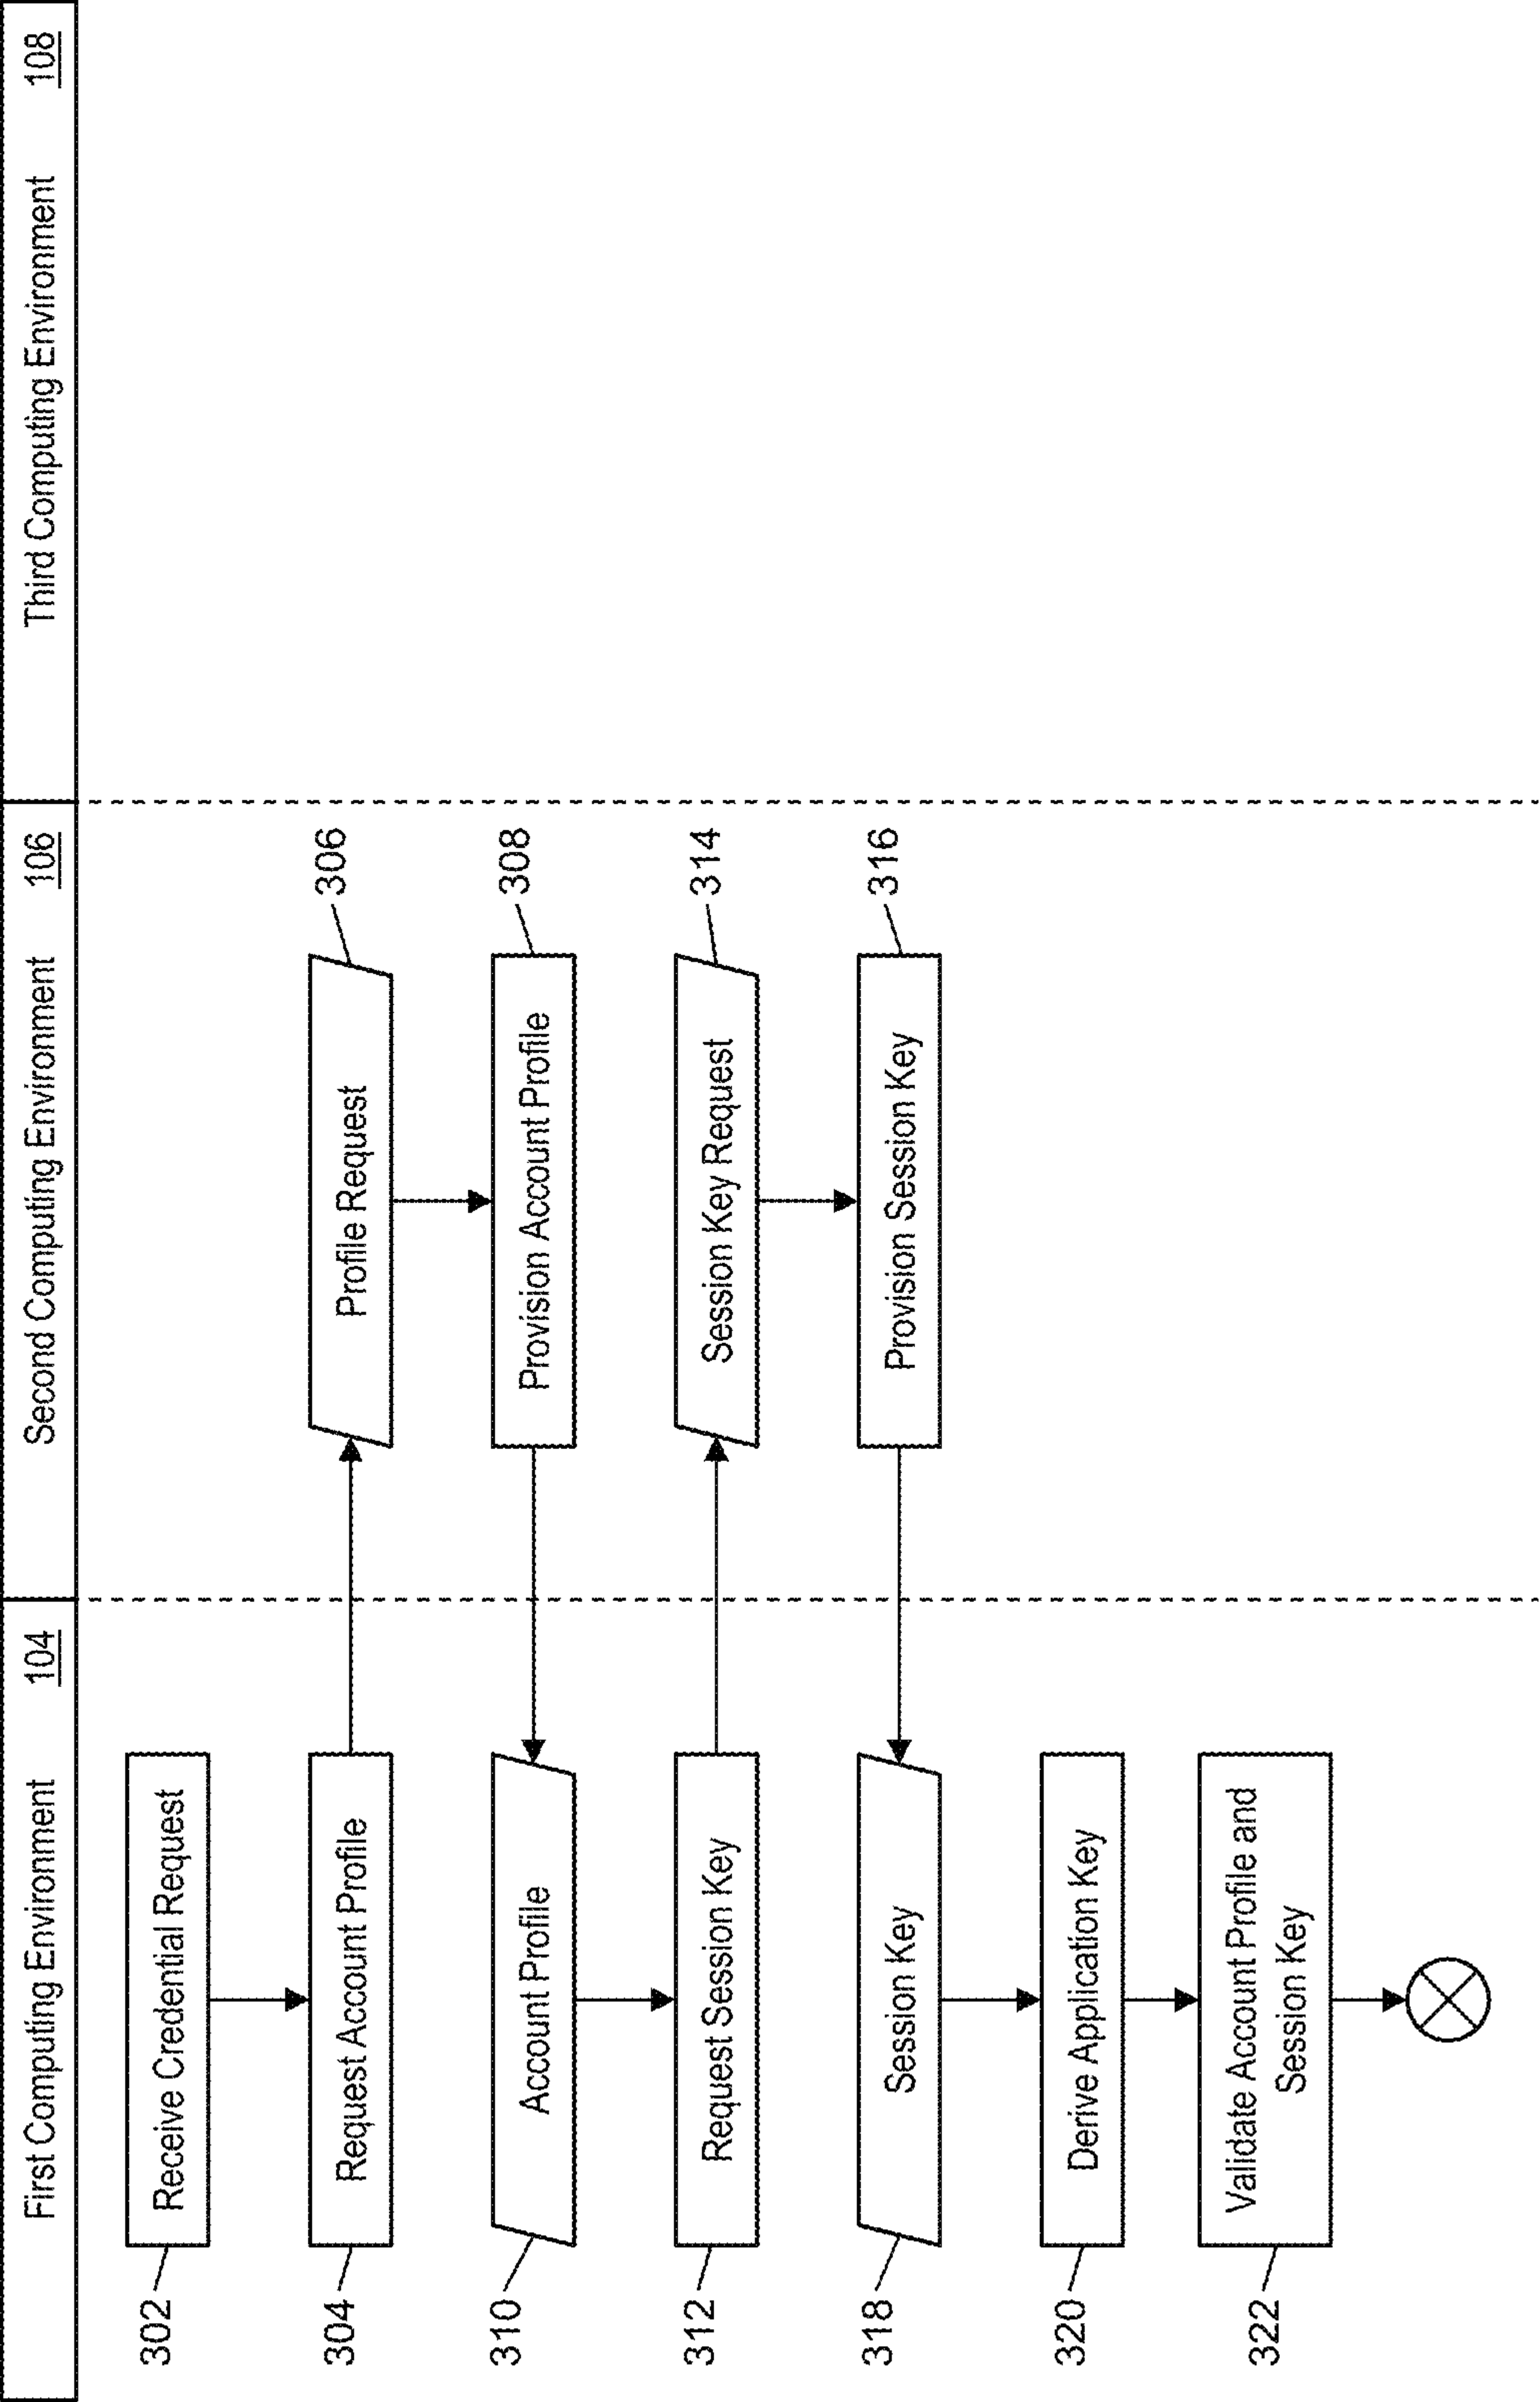 First Computing Environment 104
Second Computing Environment 106
Third Computing Environment 108
302
Receive Credential Request
304
Request Account Profile
Profile Request
306
Provision Account Profile
308
310
Account Profile
312
Request Session Key
Session Key Request
314
Provision Session Key
316
318
Session Key
320
Derive Application Key
322
Validate Account Profile and
Session Key